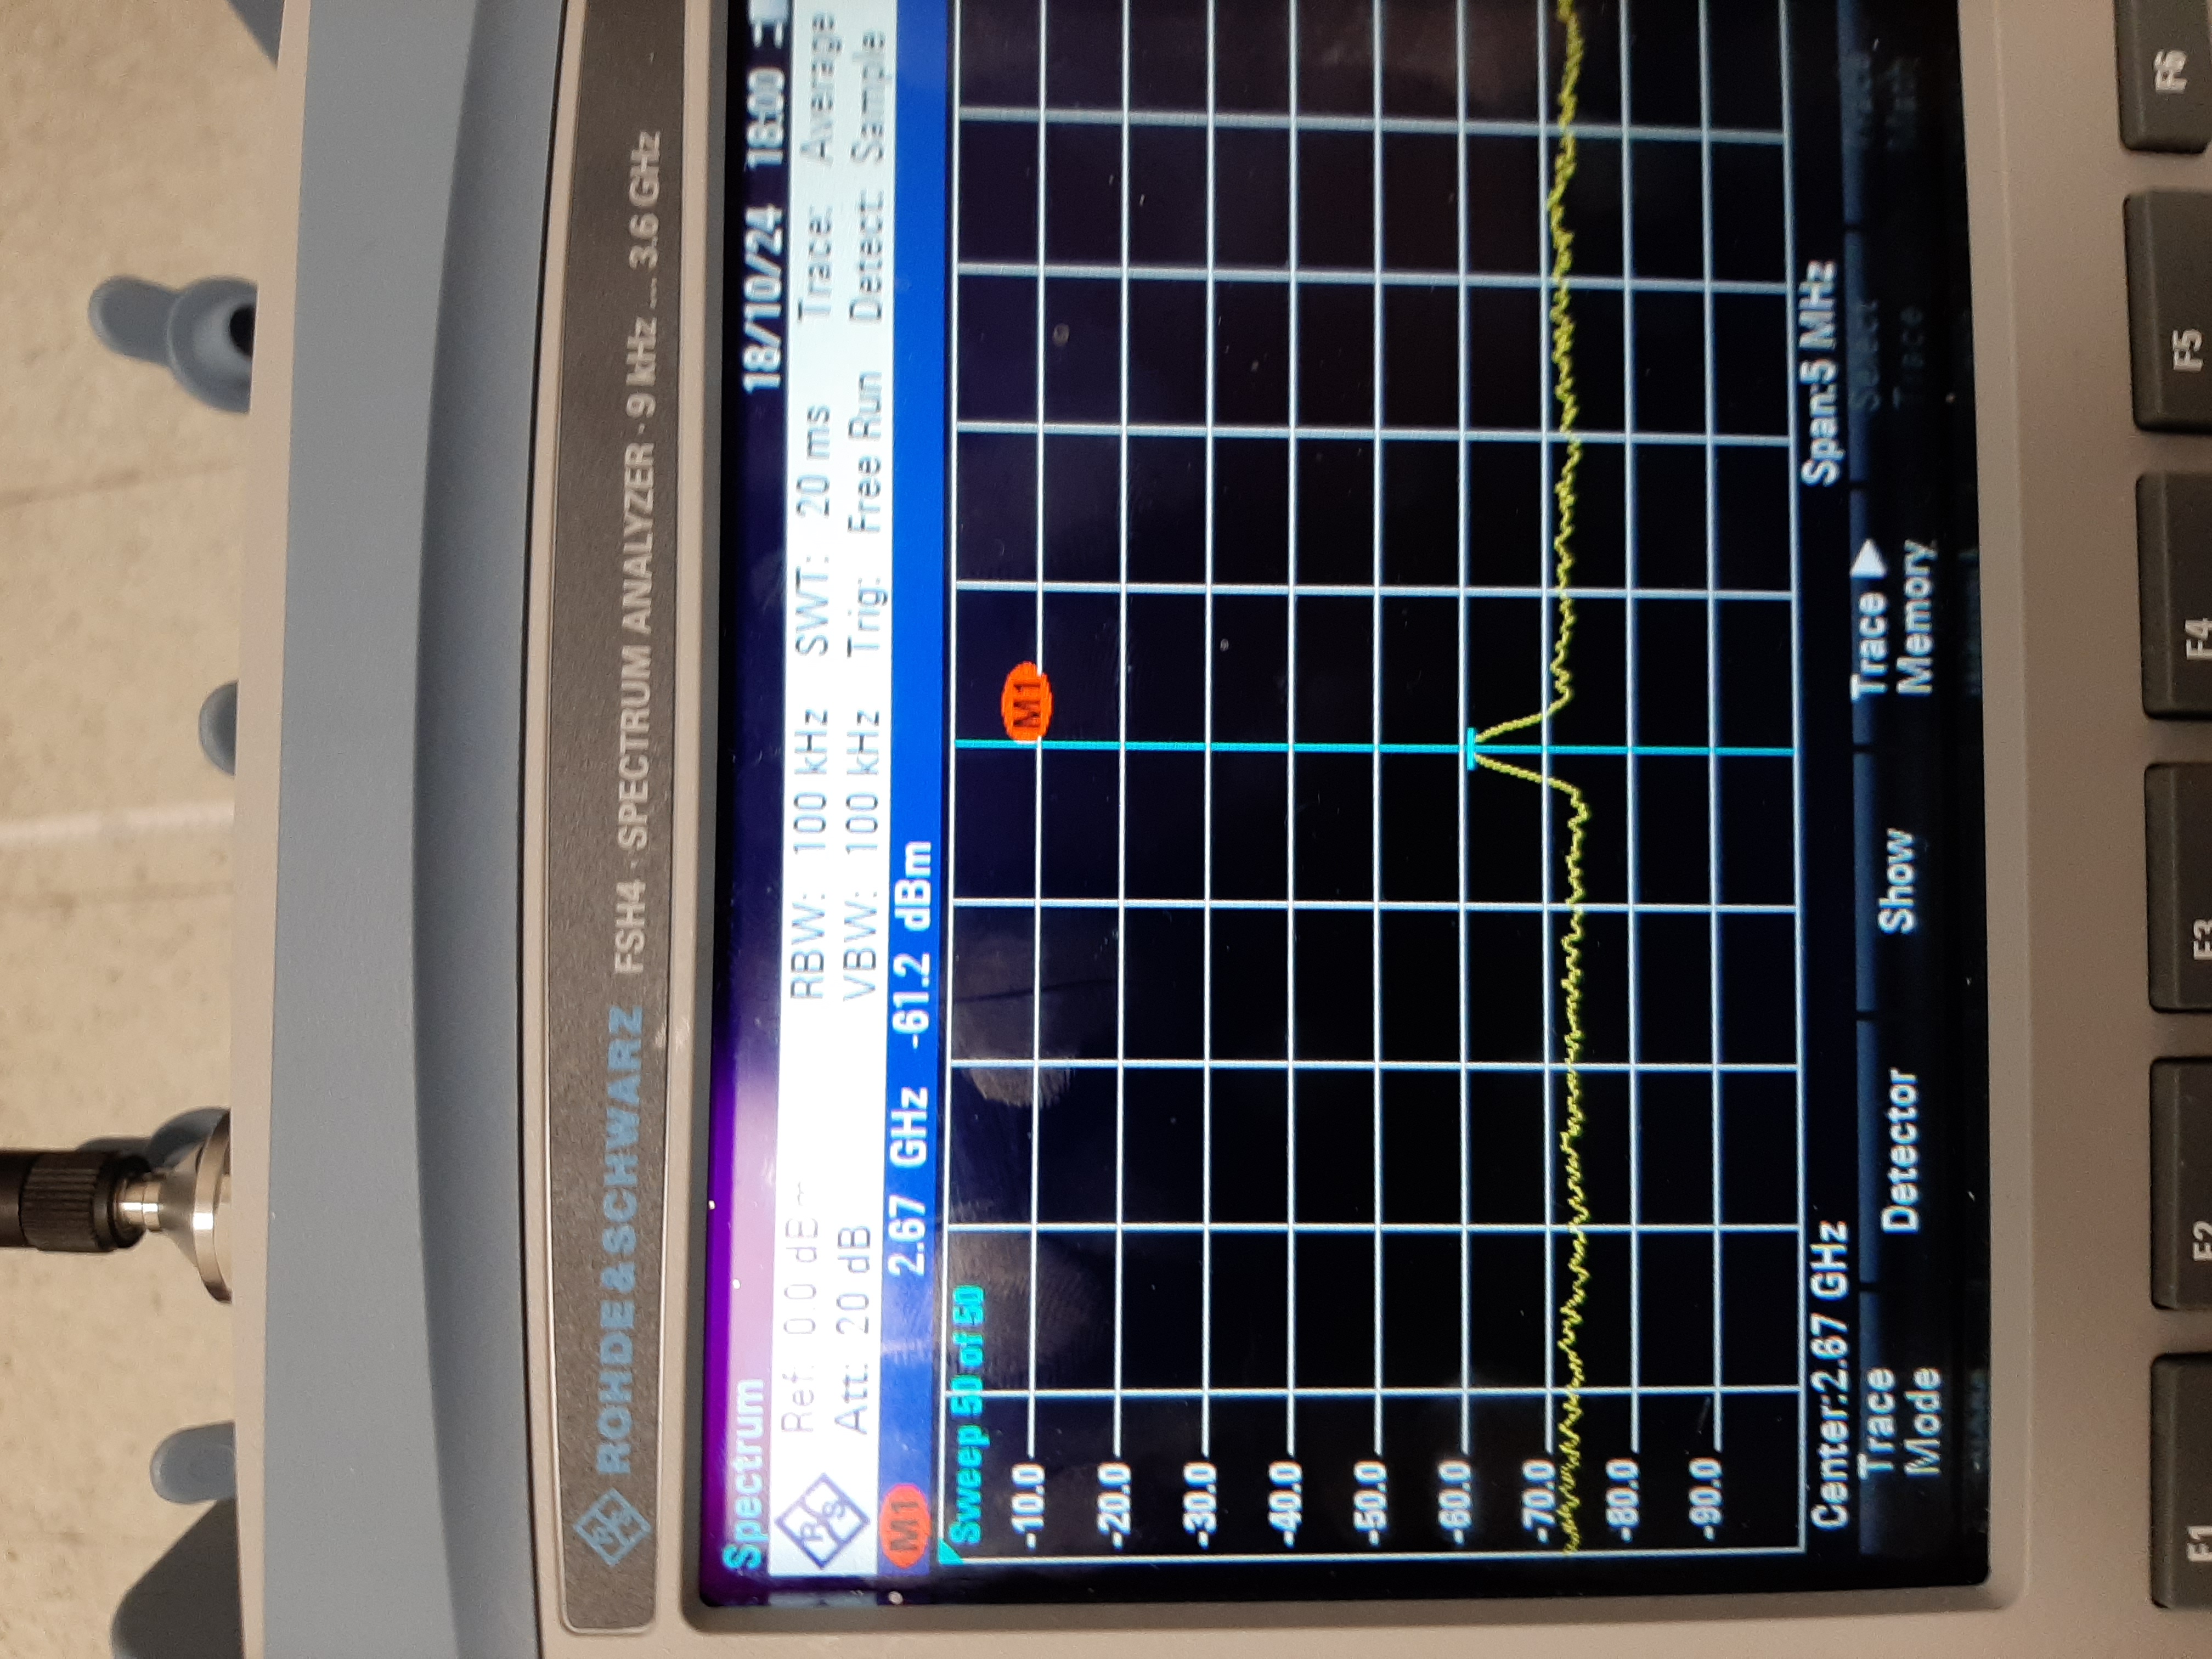 ROHDE & SCHWARZ FSH4 · SPECTRUM ANALYZER · 9 kHz ... 3.6 GHz
Spectrum 18/10/24 18:00
Ref: 0.0 dBm RBW: 100 kHz SWT: 20 ms Trace: Average
R S Att: 20 dB VBW: 100 kHz Trig: Free Run Detect: Sample
M1 2.67 GHz -61.2 dBm
Sweep 50 of 50
M1
-10.0
-20.0
-30.0
-40.0
-50.0
-60.0
-70.0
-80.0
-90.0
Center:2.67 GHz Span:5 MHz
Trace Mode Detector Show Trace ▶ Memory Select Trace Trace Math
F1 F2 F3 F4 F5 F6